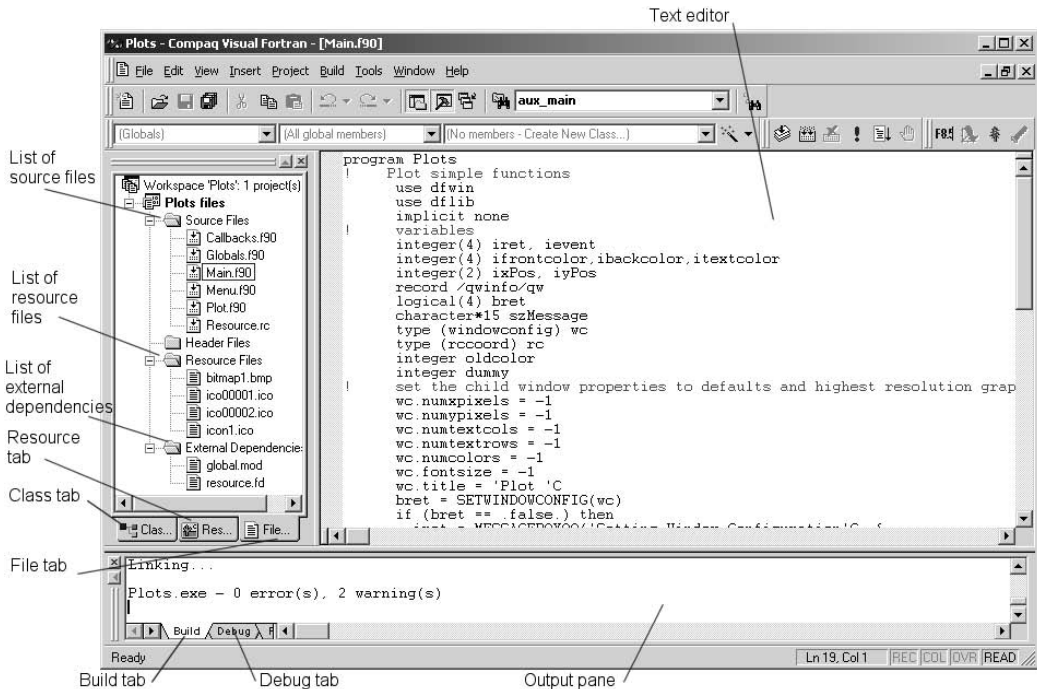 Text editor
Plots - Compaq Visual Fortran - [Main.f90]
File Edit View Insert Project Build Tools Window Help
aux_main
(Globals) (All global members) (No members - Create New Class...)
List of
source files
Workspace 'Plots': 1 project(s)
Plots files
Source Files
Callbacks.f90
Globals.f90
Main.f90
Menu.f90
Plot.f90
Resource.rc
Header Files
Resource Files
bitmap1.bmp
ico00001.ico
ico00002.ico
icon1.ico
External Dependencie:
global.mod
resource.fd
List of
resource
files
List of
external
dependencies
Resource
tab
Class tab
Clas... Res... File...
File tab
program Plots
! Plot simple functions
use dfwin
use dflib
implicit none
! variables
integer(4) iret, ievent
integer(4) ifrontcolor,ibackcolor,itextcolor
integer(2) ixPos, iyPos
record /qwinfo/qw
logical(4) bret
character*15 szMessage
type (windowconfig) wc
type (rccoord) rc
integer oldcolor
integer dummy
! set the child window properties to defaults and highest resolution grap
wc.numxpixels = -1
wc.numypixels = -1
wc.numtextcols = -1
wc.numtextrows = -1
wc.numcolors = -1
wc.fontsize = -1
wc.title = 'Plot 'C
bret = SETWINDOWCONFIG(wc)
if (bret == .false.) then
Linking...
Plots.exe - 0 error(s), 2 warning(s)
Build Debug F
Ready Ln 19, Col 1 REC COL OVR READ
Build tab
Debug tab
Output pane